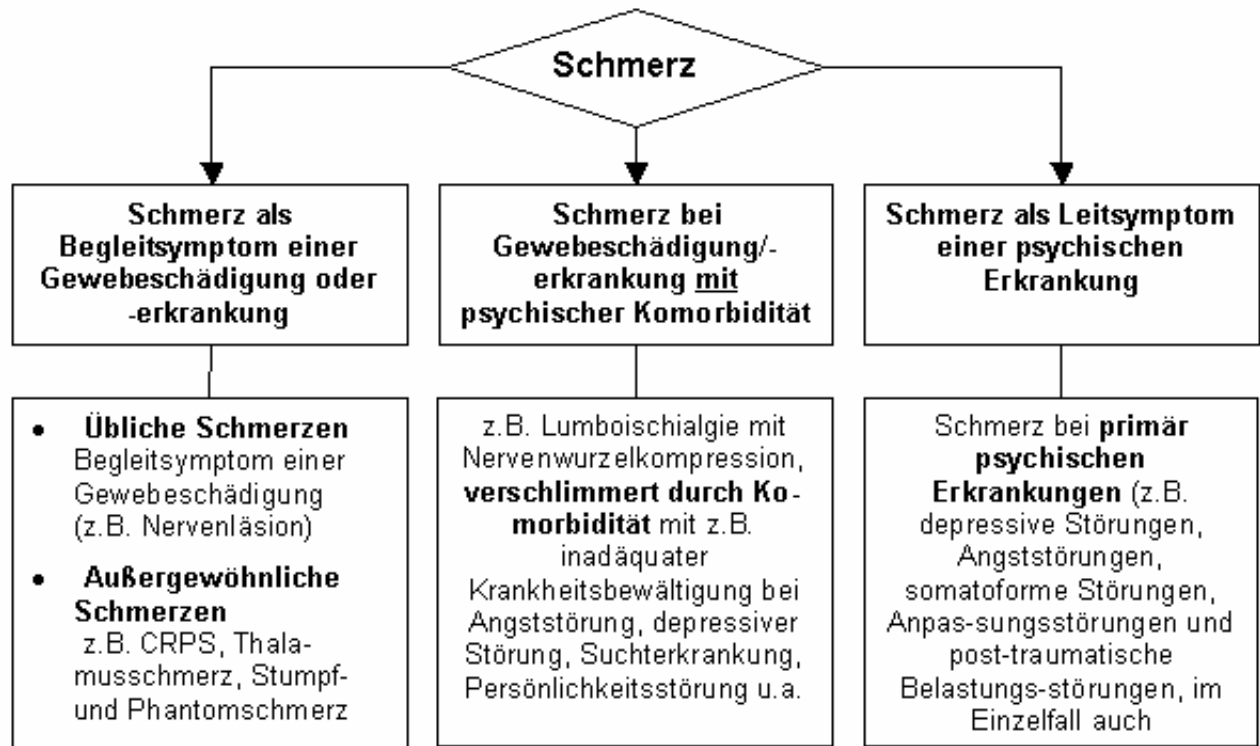 Schmerz
Schmerz als
Begleitsymptom einer
Gewebeschädigung oder
-erkrankung
Schmerz bei
Gewebeschädigung/-
erkrankung mit
psychischer Komorbidität
Schmerz als Leitsymptom
einer psychischen
Erkrankung
• Übliche Schmerzen
Begleitsymptom einer
Gewebeschädigung
(z.B. Nervenläsion)
• Außergewöhnliche
Schmerzen
z.B. CRPS, Thala-
musschmerz, Stumpf-
und Phantomschmerz
z.B. Lumboischialgie mit
Nervenwurzelkompression,
verschlimmert durch Ko-
morbidität mit z.B.
inadäquater
Krankheitsbewältigung bei
Angststörung, depressiver
Störung, Suchterkrankung,
Persönlichkeitsstörung u.a.
Schmerz bei primär
psychischen
Erkrankungen (z.B.
depressive Störungen,
Angststörungen,
somatoforme Störungen,
Anpas-sungsstörungen und
post-traumatische
Belastungs-störungen, im
Einzelfall auch